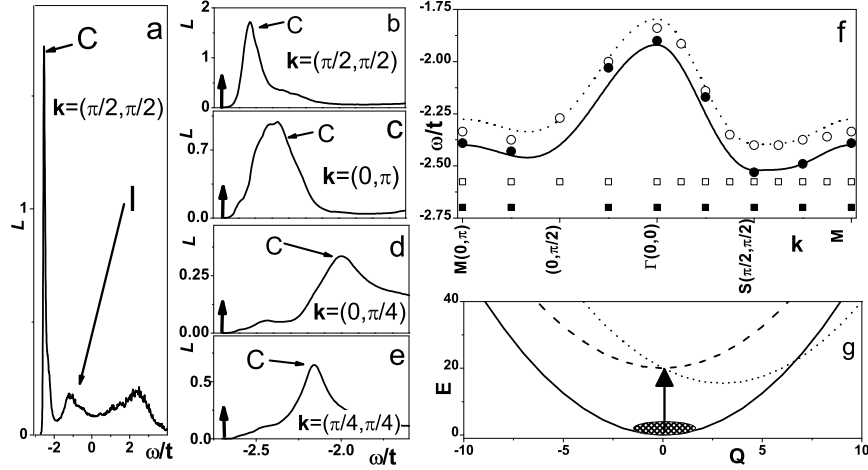 a
C
k=(π/2,π/2)
I
L
1
0
-2
0
2
ω/t
b
L
2
1
0
C
k=(π/2,π/2)
c
L
0.7
0.0
C
k=(0,π)
d
L
0.25
0.00
C
k=(0,π/4)
e
L
0.5
0.0
C
k=(π/4,π/4)
-2.5
-2.0
ω/t
f
ω/t
-1.75
-2.00
-2.25
-2.50
-2.75
M(0,π)
(0,π/2)
Γ(0,0)
S(π/2,π/2)
k
M
g
E
40
20
0
-10
-5
0
5
10
Q